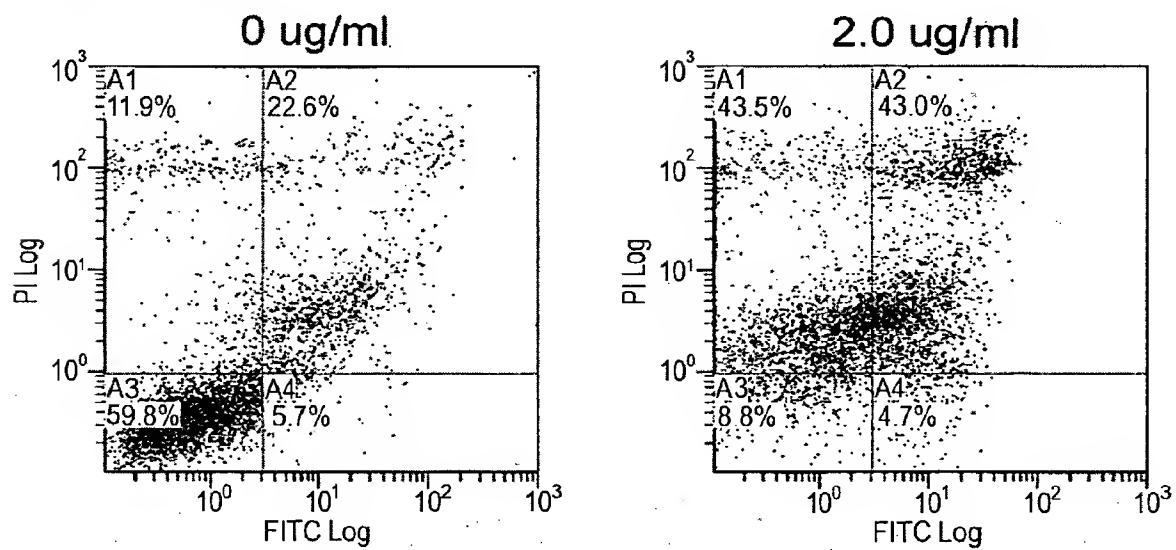 0 ug/ml
2.0 ug/ml
10³
A1
A2
11.9%
22.6%
10²
PI Log
10¹
10⁰
A3
A4
59.8%
5.7%
10⁰
10¹
10²
10³
FITC Log
10³
A1
A2
43.5%
43.0%
10²
PI Log
10¹
10⁰
A3
A4
8.8%
4.7%
10⁰
10¹
10²
10³
FITC Log